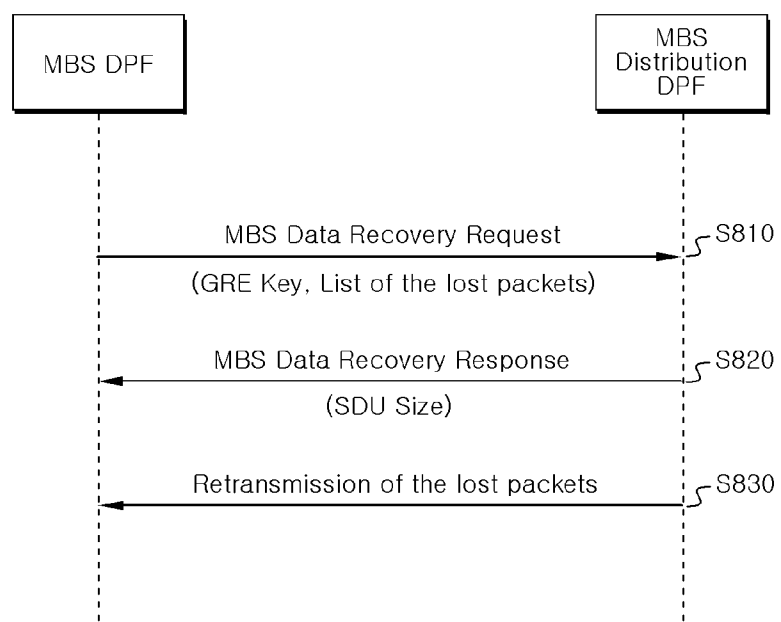 MBS DPF
MBS
Distribution
DPF
MBS Data Recovery Request
S810
(GRE Key, List of the lost packets)
MBS Data Recovery Response
S820
(SDU Size)
Retransmission of the lost packets
S830